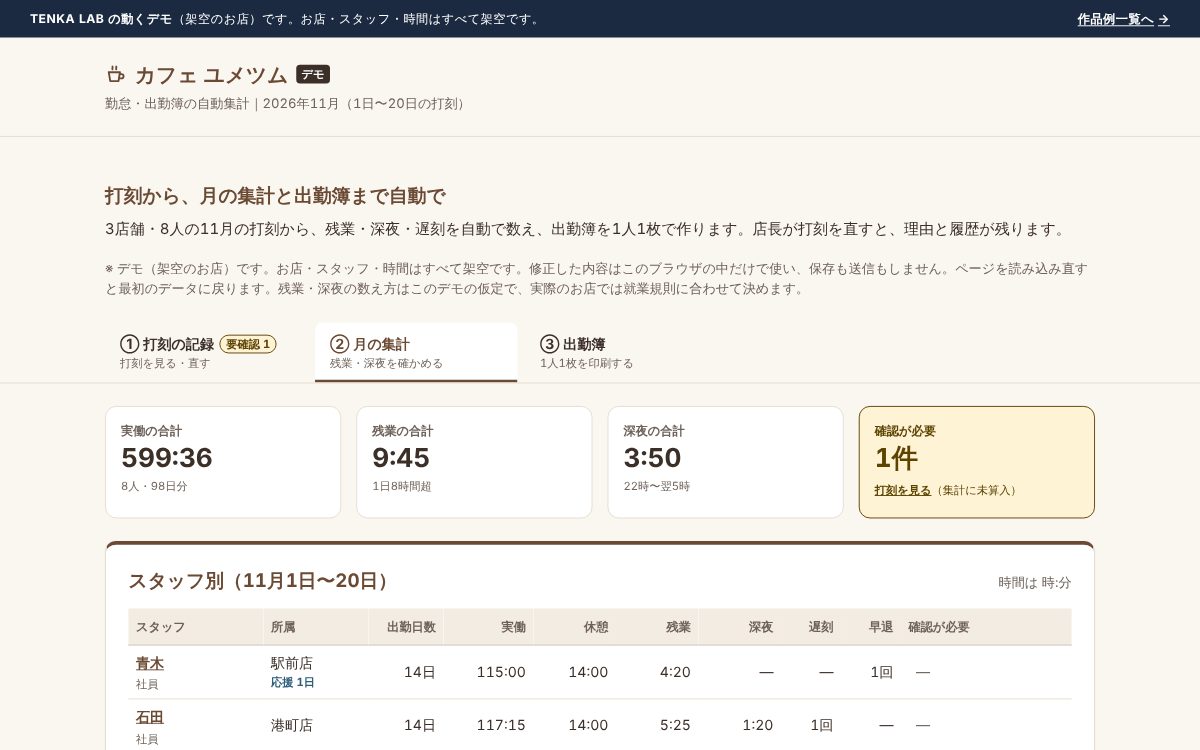 TENKA LAB の動くデモ（架空のお店）です。お店・スタッフ・時間はすべて架空です。 作品例一覧へ →
カフェ ユメツム デモ
勤怠・出勤簿の自動集計｜2026年11月（1日〜20日の打刻）
打刻から、月の集計と出勤簿まで自動で
3店舗・8人の11月の打刻から、残業・深夜・遅刻を自動で数え、出勤簿を1人1枚で作ります。店長が打刻を直すと、理由と履歴が残ります。
※ デモ（架空のお店）です。お店・スタッフ・時間はすべて架空です。修正した内容はこのブラウザの中だけで使い、保存も送信もしません。ページを読み込み直す
と最初のデータに戻ります。残業・深夜の数え方はこのデモの仮定で、実際のお店では就業規則に合わせて決めます。
① 打刻の記録 要確認 1
打刻を見る・直す
② 月の集計
残業・深夜を確かめる
③ 出勤簿
1人1枚を印刷する
実働の合計
599:36
8人・98日分
残業の合計
9:45
1日8時間超
深夜の合計
3:50
22時〜翌5時
確認が必要
1件
打刻を見る（集計に未算入）
スタッフ別（11月1日〜20日） 時間は 時:分
スタッフ 所属 出勤日数 実働 休憩 残業 深夜 遅刻 早退 確認が必要
青木 駅前店 14日 115:00 14:00 4:20 — — 1回 —
社員 応援 1日
石田 港町店 14日 117:15 14:00 5:25 1:20 1回 — —
社員